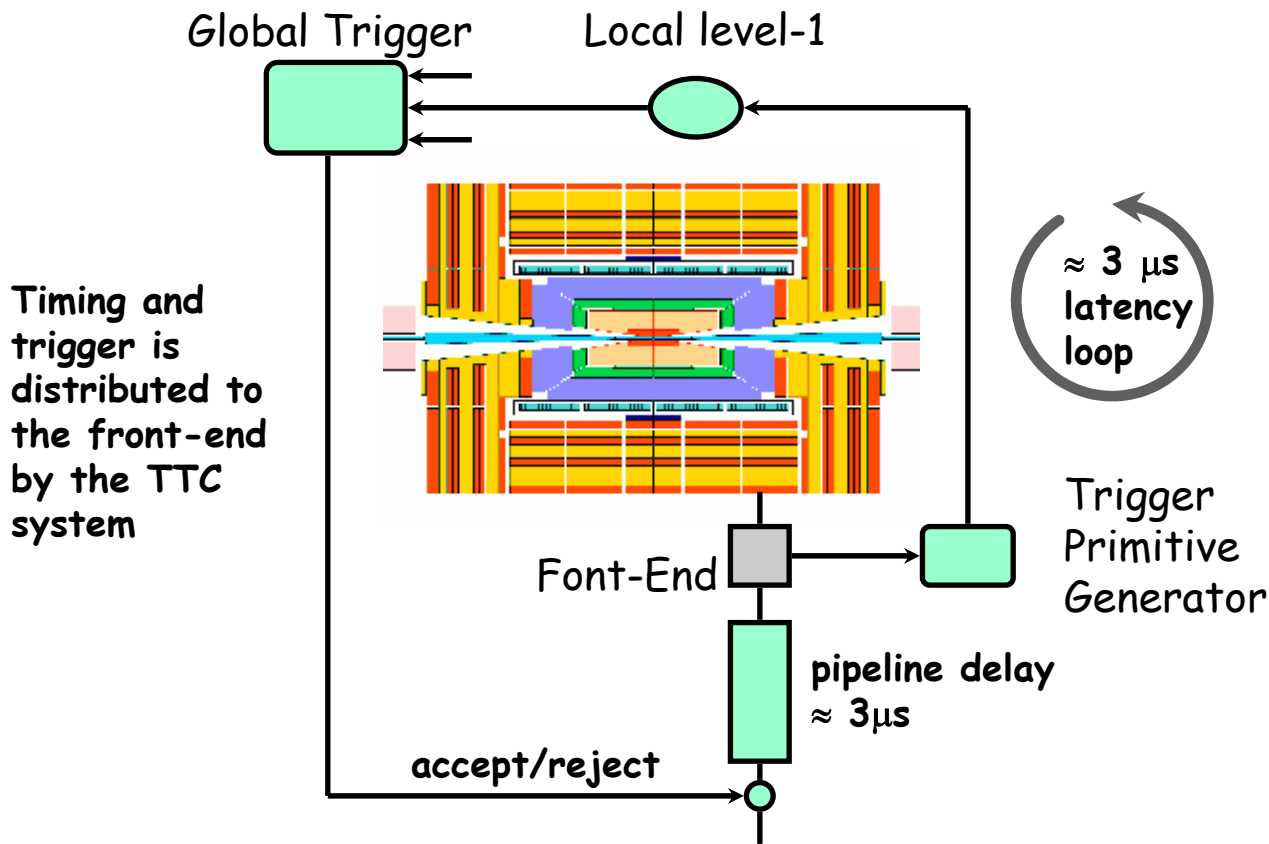 Global Trigger
Local level-1
≈ 3 μs
latency
loop
Timing and
trigger is
distributed to
the front-end
by the TTC
system
Trigger
Primitive
Generator
Font-End
pipeline delay
≈ 3μs
accept/reject